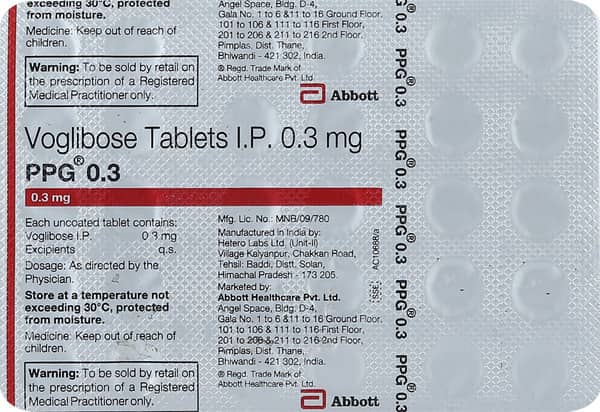 exceeding 30°C, protected
from moisture.
Medicine: Keep out of reach of
children.
Warning: To be sold by retail on
the prescription of a Registered
Medical Practitioner only.
Angel Space, Bldg. D-4,
Gala No. 1 to 6 &11 to 16 Ground Floor,
101 to 106 & 111 to 116 First Floor,
201 to 206 & 211 to 216 2nd Floor,
Pimplas, Dist. Thane,
Bhiwandi - 421 302, India.
® Regd. Trade Mark of
Abbott Healthcare Pvt. Ltd.
Abbott
Voglibose Tablets I.P. 0.3 mg
PPG® 0.3
0.3 mg
Each uncoated tablet contains:
Voglibose I.P. 0.3 mg
Excipients q.s.
Dosage: As directed by the
Physician.
Store at a temperature not
exceeding 30°C, protected
from moisture.
Medicine: Keep out of reach of
children.
Warning: To be sold by retail on
the prescription of a Registered
Medical Practitioner only.
Mfg. Lic. No.: MNB/09/780
Manufactured in India by:
Hetero Labs Ltd. (Unit-II)
Village Kalyanpur, Chakkan Road,
Tehsil: Baddi, Distt. Solan,
Himachal Pradesh - 173 205.
Marketed by:
Abbott Healthcare Pvt. Ltd.
Angel Space, Bldg. D-4,
Gala No. 1 to 6 &11 to 16 Ground Floor,
101 to 106 & 111 to 116 First Floor,
201 to 206 & 211 to 216 2nd Floor,
Pimplas, Dist. Thane,
Bhiwandi - 421 302, India.
® Regd. Trade Mark of
Abbott Healthcare Pvt. Ltd.
Abbott
SSE
AC10688/a
0.3
PPG® 0.3
PPG® 0.3
PPG® 0.3
PPG® 0.3